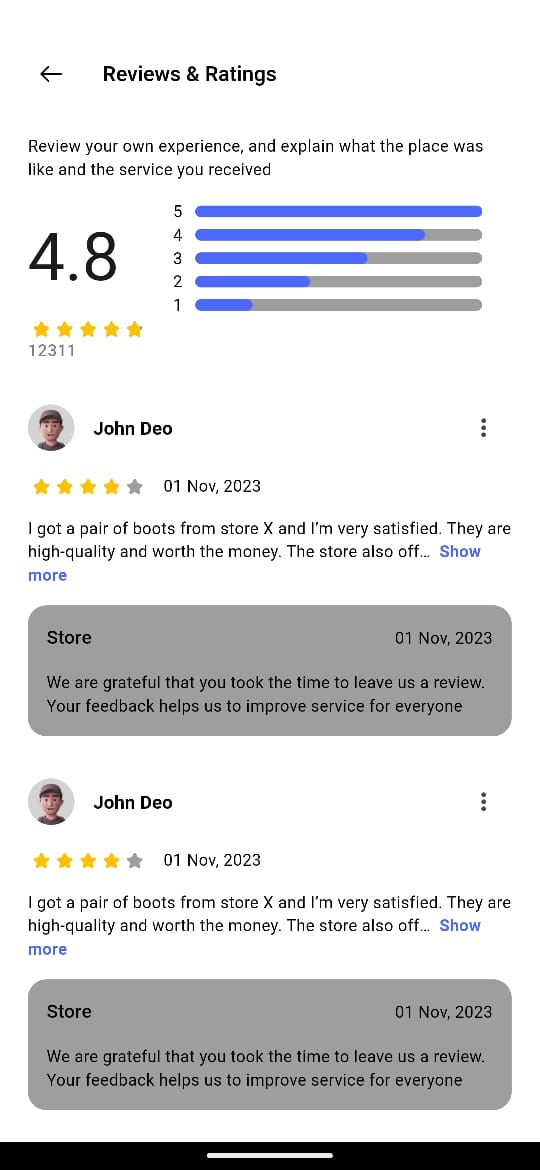 Reviews & Ratings
Review your own experience, and explain what the place was
like and the service you received
4.8
5
4
3
2
1
12311
John Deo
01 Nov, 2023
I got a pair of boots from store X and I’m very satisfied. They are
high-quality and worth the money. The store also off... Show
more
Store 01 Nov, 2023
We are grateful that you took the time to leave us a review.
Your feedback helps us to improve service for everyone
John Deo
01 Nov, 2023
I got a pair of boots from store X and I’m very satisfied. They are
high-quality and worth the money. The store also off... Show
more
Store 01 Nov, 2023
We are grateful that you took the time to leave us a review.
Your feedback helps us to improve service for everyone